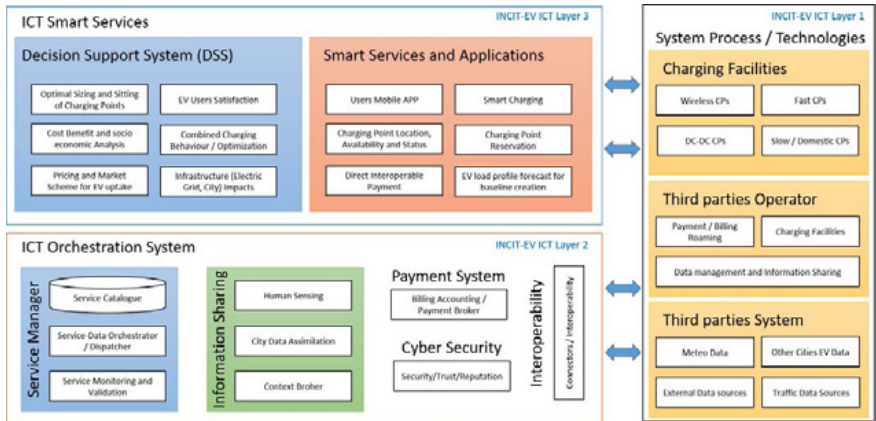 ICT Smart Services
INCIT-EV ICT Layer 3
Decision Support System (DSS)
Optimal Sizing and Sitting
of Charging Points
EV Users Satisfaction
Cost Benefit and socio
economic Analysis
Combined Charging
Behaviour / Optimization
Pricing and Market
Scheme for EV uptake
Infrastructure (Electric
Grid, City) Impacts
Smart Services and Applications
Users Mobile APP
Smart Charging
Charging Point Location,
Availability and Status
Charging Point
Reservation
Direct Interoperable
Payment
EV load profile forecast for
baseline creation
ICT Orchestration System
INCIT-EV ICT Layer 2
Service Manager
Service Catalogue
Service-Data Orchestrator
/ Dispatcher
Service Monitoring and
Validation
Information Sharing
Human Sensing
City Data Assimilation
Context Broher
Payment System
Billing Accounting /
Payment Broker
Cyber Security
Security/Trust/Reputation
Interoperability
Connectors / Interoperability
INCIT-EV ICT Layer 1
System Process / Technologies
Charging Facilities
Wireless CPs
Fast CPs
DC-DC CPs
Slow / Domestic CPs
Third parties Operator
Payment / Billing
Roaming
Charging Facilities
Data management and Information Sharing
Third parties System
Meteo Data
Other Cities EV Data
External Data sources
Traffic Data Sources